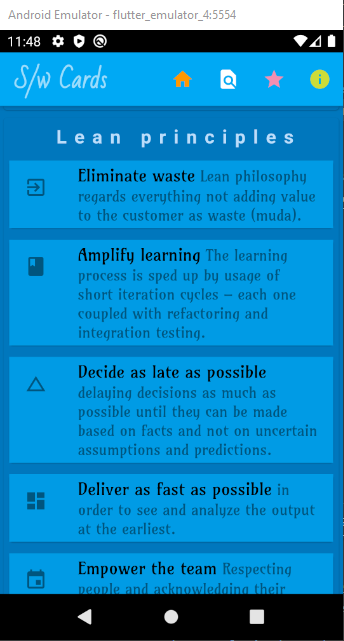 Android Emulator - flutter_emulator_4:5554
11:48
S/w Cards
Lean principles
Eliminate waste Lean philosophy
regards everything not adding value
to the customer as waste (muda).
Amplify learning The learning
process is sped up by usage of
short iteration cycles – each one
coupled with refactoring and
integration testing.
Decide as late as possible
delaying decisions as much as
possible until they can be made
based on facts and not on uncertain
assumptions and predictions.
Deliver as fast as possible in
order to see and analyze the output
at the earliest.
Empower the team Respecting
people and acknowledging their